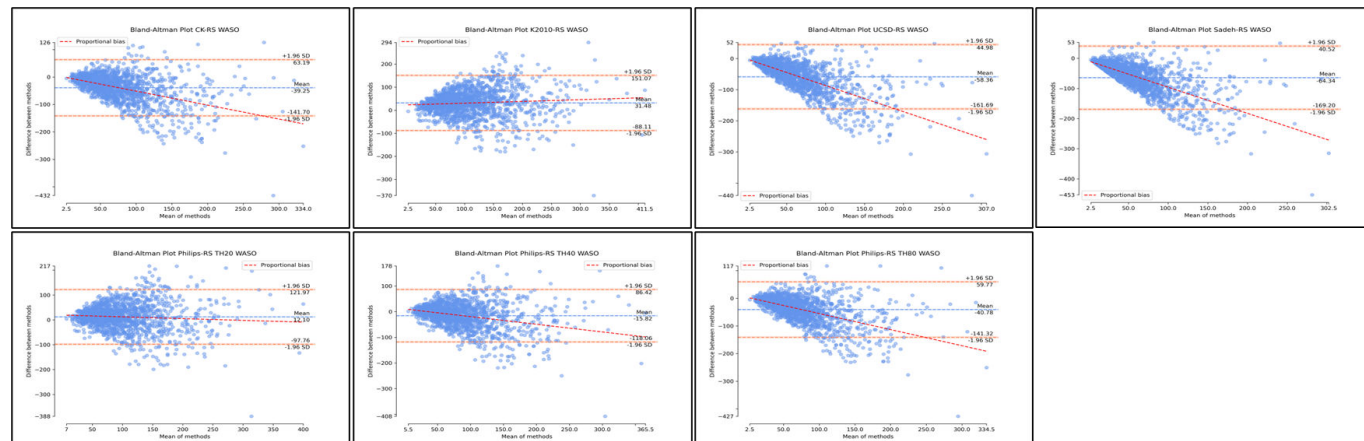 Bland-Altman Plot CK-RS WASO
126
Proportional bias
+1.96 SD
63.19
0
Mean
-39.25
−100
-141.70
-1.96 SD
−200
−300
−432
Difference between methods
2.5 50.0 100.0 150.0 200.0 250.0 300.0 334.0
Mean of methods
Bland-Altman Plot K2010-RS WASO
294
Proportional bias
200
+1.96 SD
151.07
100
Mean
31.48
0
-88.11
−100
-1.96 SD
−200
−370
Difference between methods
2.5 50.0 100.0 150.0 200.0 250.0 300.0 411.5
Mean of methods
Bland-Altman Plot UCSD-RS WASO
52
+1.96 SD
44.98
0
Mean
-58.36
−100
-161.69
-1.96 SD
−200
−300
−440
Proportional bias
Difference between methods
2.5 50.0 100.0 150.0 200.0 250.0 307.0
Mean of methods
Bland-Altman Plot Sadeh-RS WASO
53
+1.96 SD
40.52
0
Mean
-64.34
−100
-169.20
-1.96 SD
−200
−300
−400
−453
Proportional bias
Difference between methods
2.5 50.0 100.0 150.0 200.0 250.0 302.5
Mean of methods
Bland-Altman Plot Philips-RS TH20 WASO
217
Proportional bias
+1.96 SD
121.97
100
Mean
12.10
0
-97.76
−100
-1.96 SD
−200
−300
−388
Difference between methods
7 50 100 150 200 250 300 350 400
Mean of methods
Bland-Altman Plot Philips-RS TH40 WASO
178
Proportional bias
100
+1.96 SD
86.42
0
Mean
-15.82
−100
-118.06
-1.96 SD
−200
−300
−408
Difference between methods
5.5 50.0 100.0 150.0 200.0 250.0 300.0 365.5
Mean of methods
Bland-Altman Plot Philips-RS TH80 WASO
117
Proportional bias
+1.96 SD
59.77
0
Mean
-40.78
−100
-141.32
-1.96 SD
−200
−300
−427
Difference between methods
2.5 50.0 100.0 150.0 200.0 250.0 300.0 334.5
Mean of methods